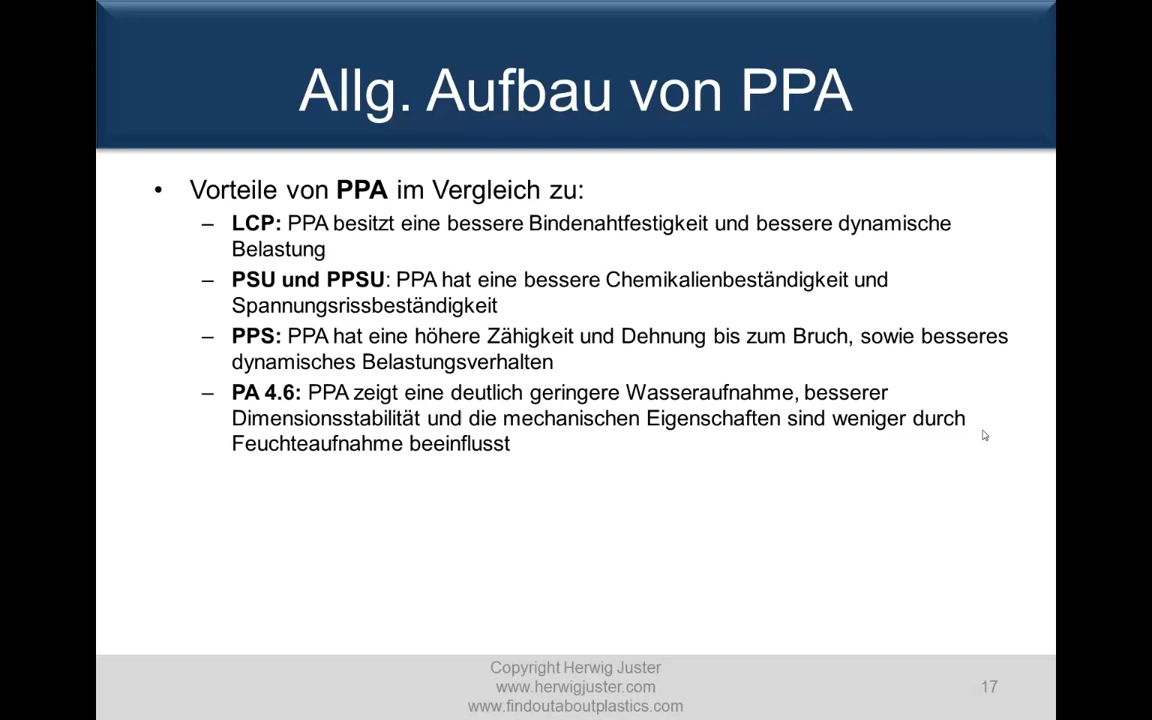 Allg. Aufbau von PPA
• Vorteile von PPA im Vergleich zu:
– LCP: PPA besitzt eine bessere Bindenahtfestigkeit und bessere dynamische
Belastung
– PSU und PPSU: PPA hat eine bessere Chemikalienbeständigkeit und
Spannungsrissbeständigkeit
– PPS: PPA hat eine höhere Zähigkeit und Dehnung bis zum Bruch, sowie besseres
dynamisches Belastungsverhalten
– PA 4.6: PPA zeigt eine deutlich geringere Wasseraufnahme, besserer
Dimensionsstabilität und die mechanischen Eigenschaften sind weniger durch
Feuchteaufnahme beeinflusst
Copyright Herwig Juster
www.herwigjuster.com
www.findoutaboutplastics.com
17